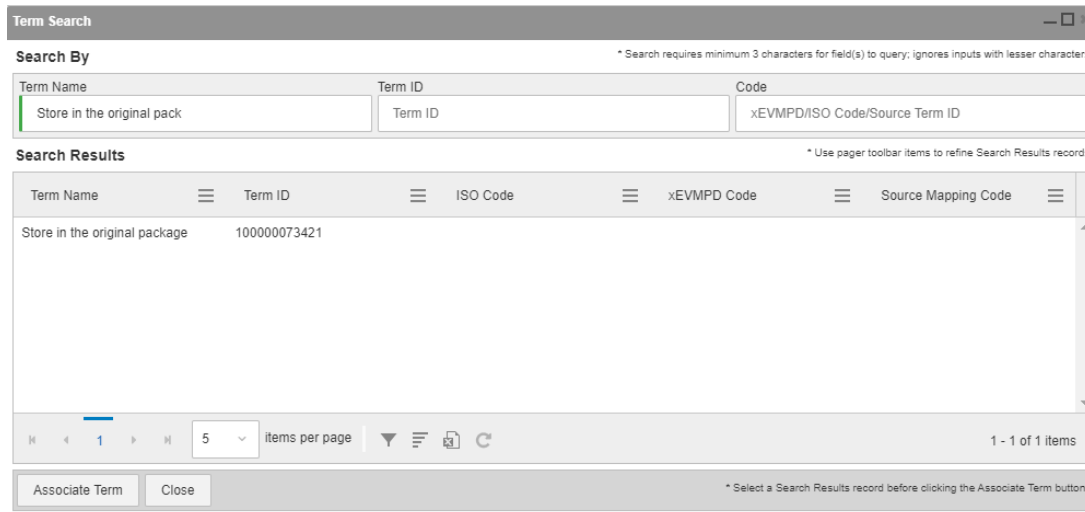 Term Search
Search By
* Search requires minimum 3 characters for field(s) to query; ignores inputs with lesser character
Term Name Term ID Code
Store in the original pack Term ID xEVMPD/ISO Code/Source Term ID
Search Results
* Use pager toolbar items to refine Search Results record
Term Name Term ID ISO Code xEVMPD Code Source Mapping Code
Store in the original package 100000073421
1 5 items per page 1 - 1 of 1 items
Associate Term Close * Select a Search Results record before clicking the Associate Term button